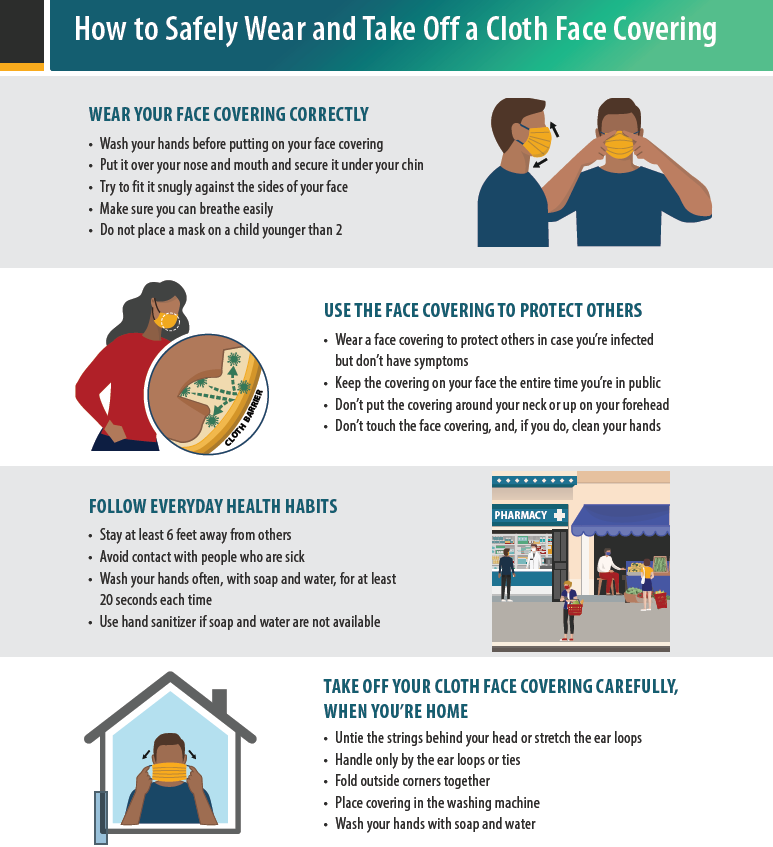 How to Safely Wear and Take Off a Cloth Face Covering
WEAR YOUR FACE COVERING CORRECTLY
• Wash your hands before putting on your face covering
• Put it over your nose and mouth and secure it under your chin
• Try to fit it snugly against the sides of your face
• Make sure you can breathe easily
• Do not place a mask on a child younger than 2
USE THE FACE COVERING TO PROTECT OTHERS
• Wear a face covering to protect others in case you’re infected
but don’t have symptoms
• Keep the covering on your face the entire time you’re in public
• Don’t put the covering around your neck or up on your forehead
• Don’t touch the face covering, and, if you do, clean your hands
CLOTH BARRIER
FOLLOW EVERYDAY HEALTH HABITS
• Stay at least 6 feet away from others
• Avoid contact with people who are sick
• Wash your hands often, with soap and water, for at least
20 seconds each time
• Use hand sanitizer if soap and water are not available
PHARMACY
TAKE OFF YOUR CLOTH FACE COVERING CAREFULLY,
WHEN YOU’RE HOME
• Untie the strings behind your head or stretch the ear loops
• Handle only by the ear loops or ties
• Fold outside corners together
• Place covering in the washing machine
• Wash your hands with soap and water